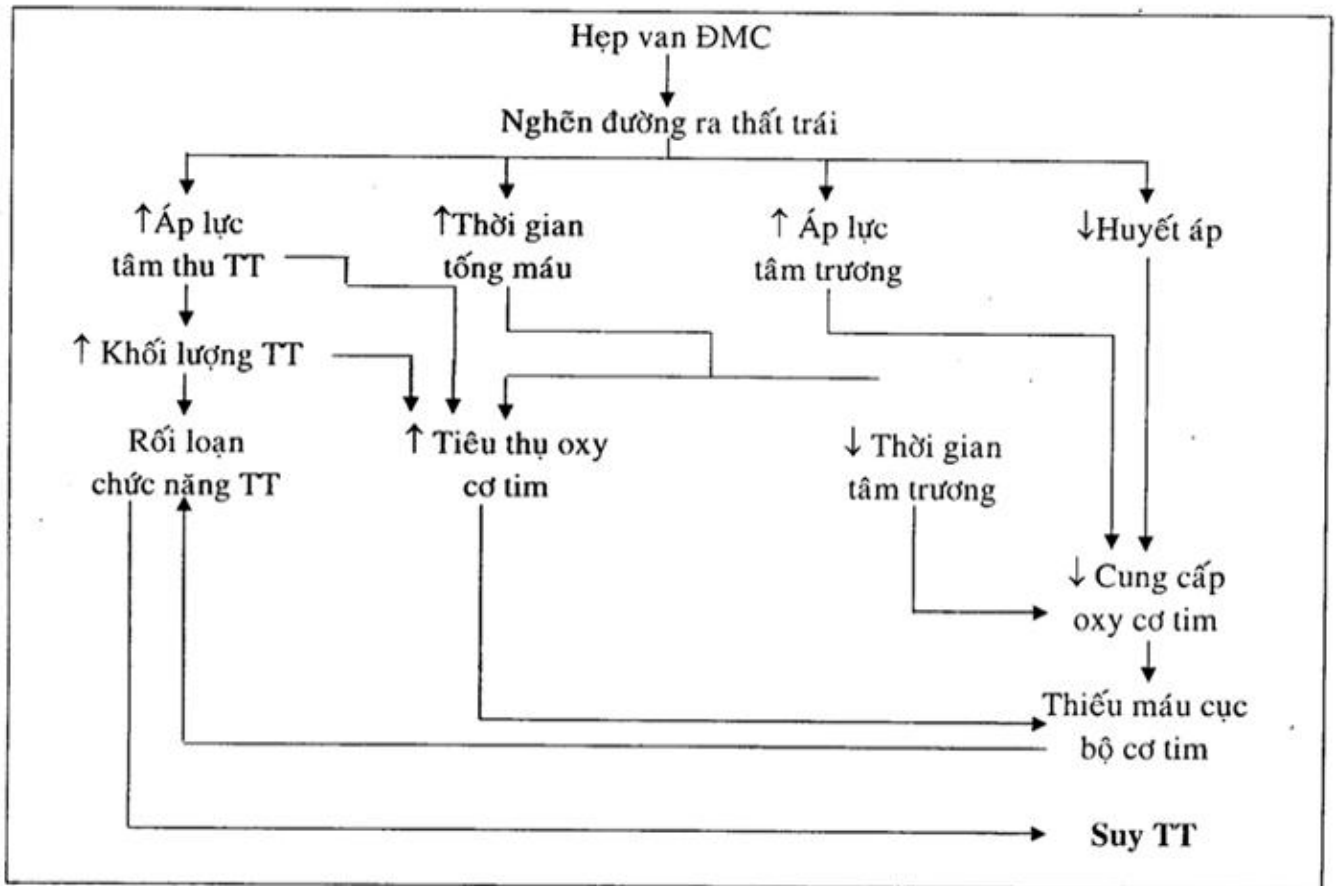 Hẹp van ĐMC
Nghẽn đường ra thất trái
↑Áp lực
tâm thu TT
↑Thời gian
tống máu
↑ Áp lực
tâm trương
↓Huyết áp
↑ Khối lượng TT
Rối loạn
chức năng TT
↑ Tiêu thụ oxy
cơ tim
↓ Thời gian
tâm trương
↓ Cung cấp
oxy cơ tim
Thiếu máu cục
bộ cơ tim
Suy TT